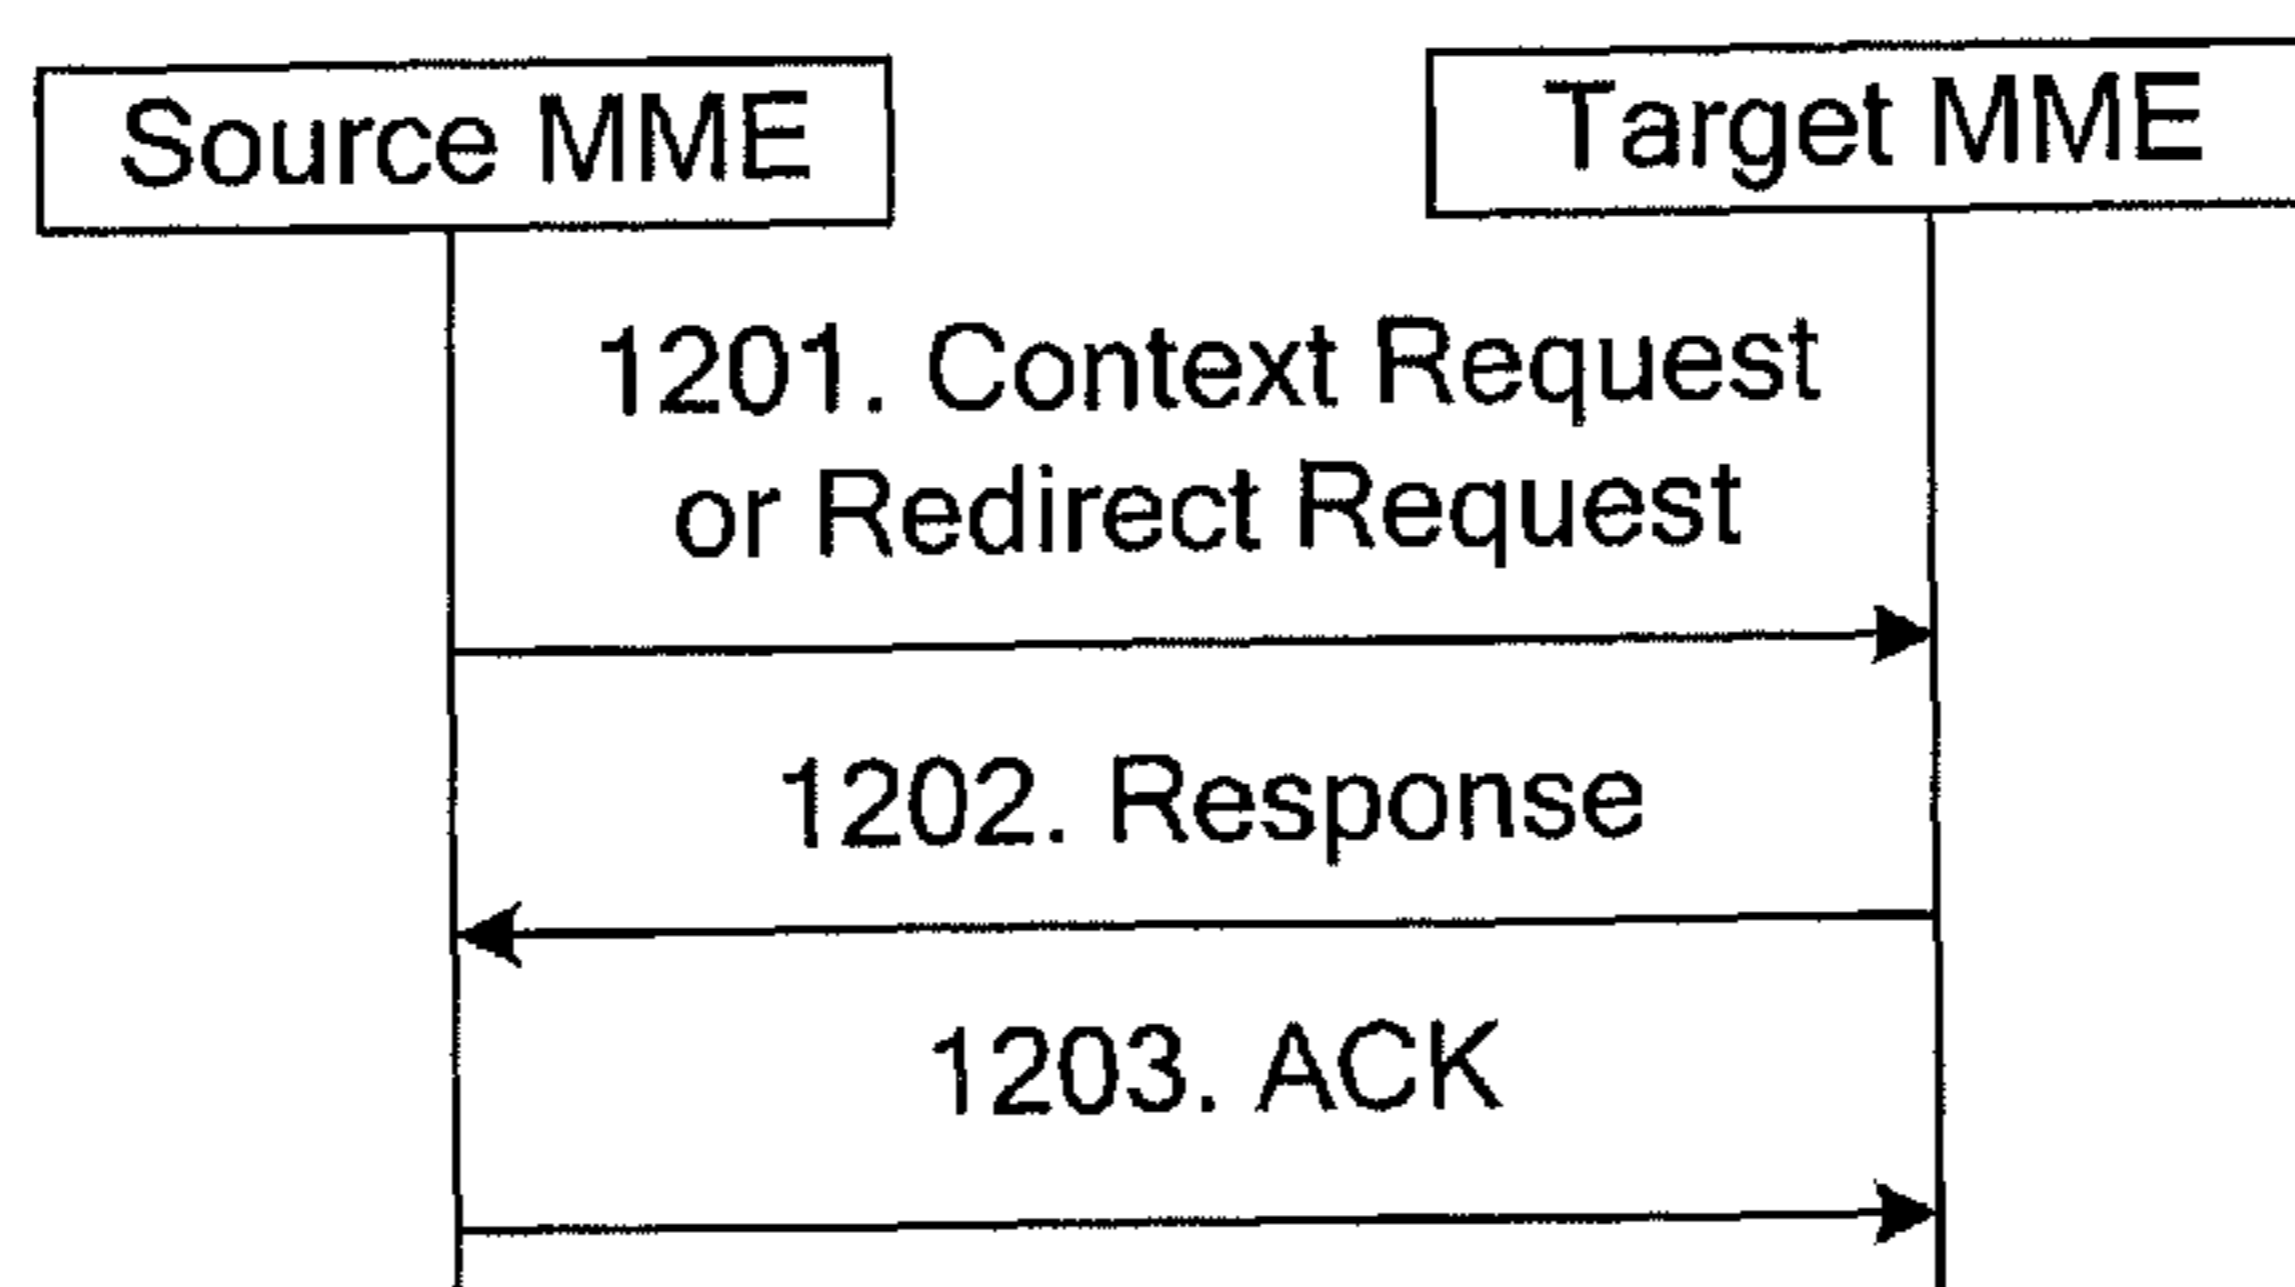 Source MME
Target MME
1201. Context Request
or Redirect Request
1202. Response
1203. ACK